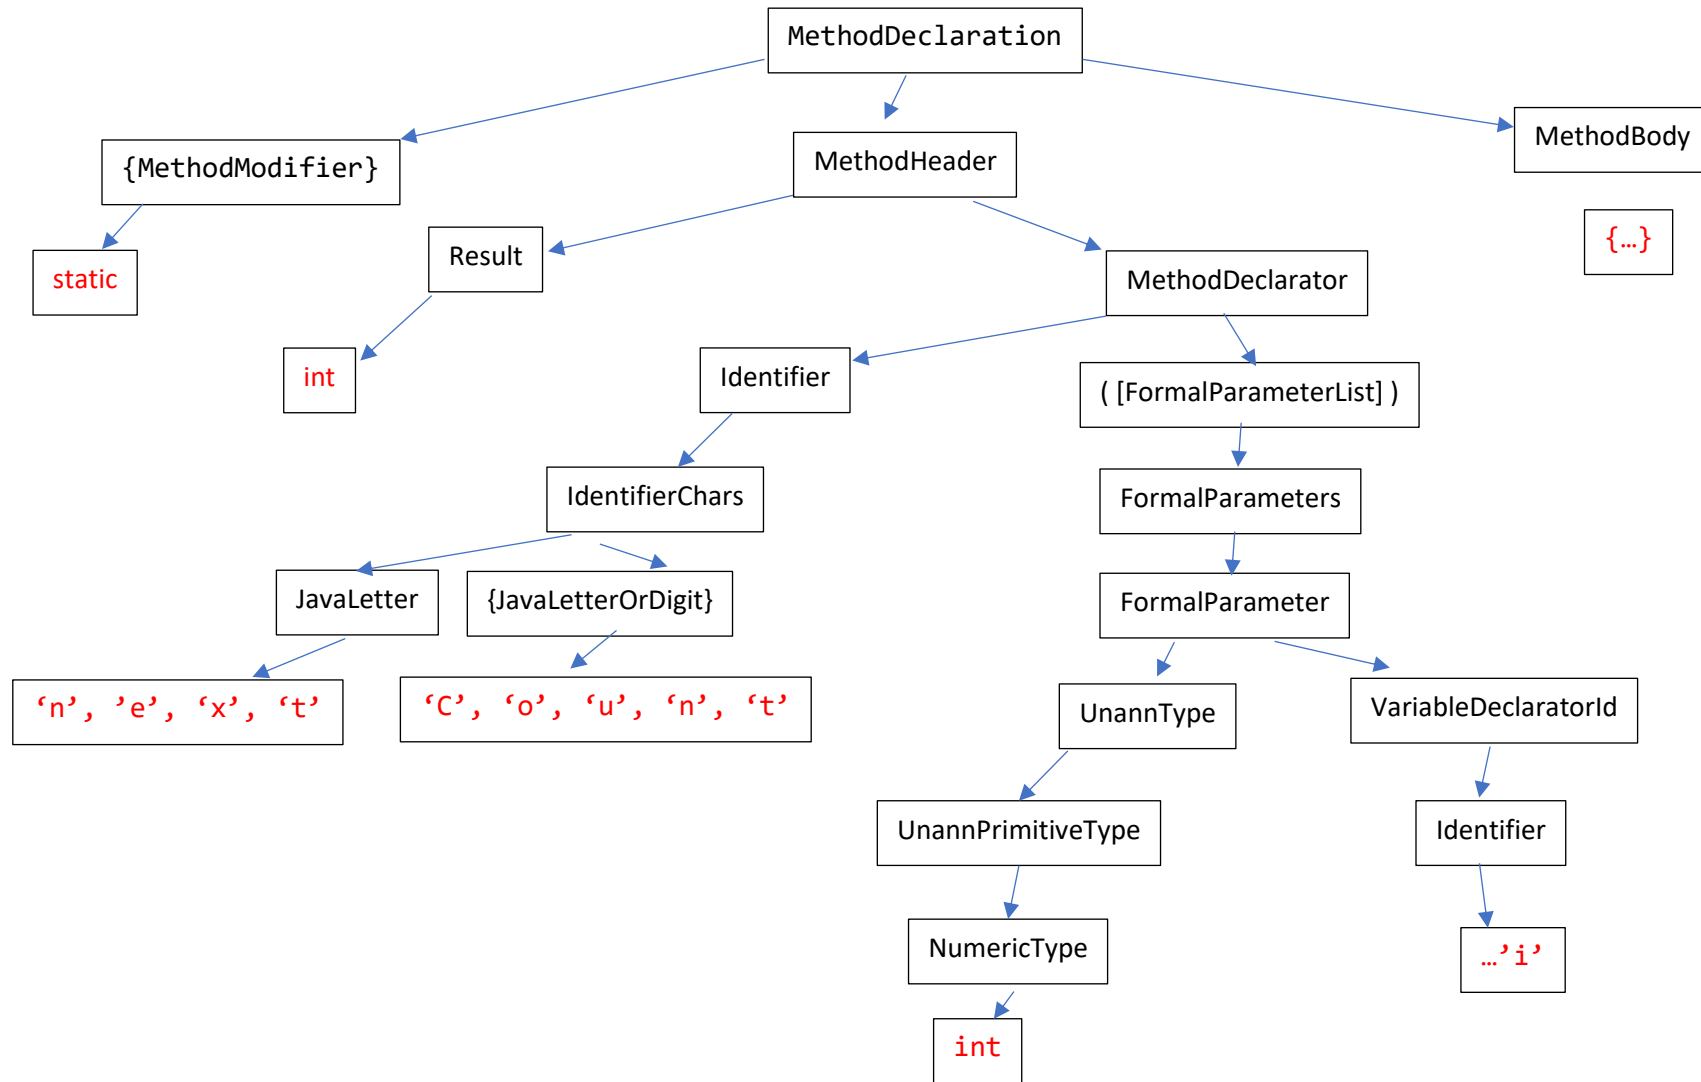 MethodDeclaration
{MethodModifier}
MethodHeader
MethodBody
static
Result
MethodDeclarator
{…}
int
Identifier
( [FormalParameterList] )
IdentifierChars
FormalParameters
JavaLetter
{JavaLetterOrDigit}
FormalParameter
‘n’, ’e’, ‘x’, ‘t’
‘C’, ‘o’, ‘u’, ‘n’, ‘t’
UnannType
VariableDeclaratorId
UnannPrimitiveType
Identifier
NumericType
…’i’
int